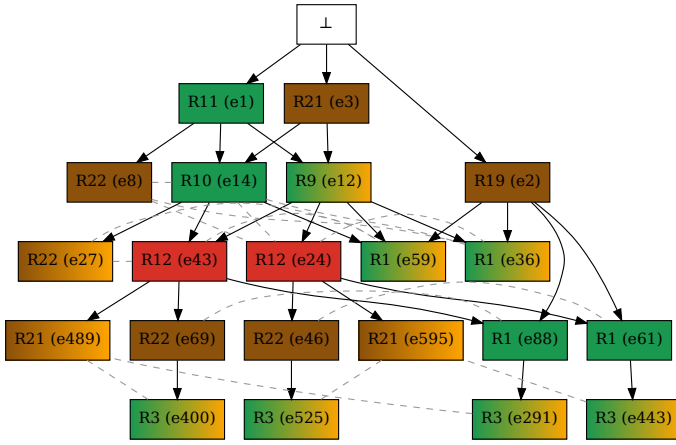 ⊥
R11 (e1)
R21 (e3)
R22 (e8)
R10 (e14)
R9 (e12)
R19 (e2)
R22 (e27)
R12 (e43)
R12 (e24)
R1 (e59)
R1 (e36)
R21 (e489)
R22 (e69)
R22 (e46)
R21 (e595)
R1 (e88)
R1 (e61)
R3 (e400)
R3 (e525)
R3 (e291)
R3 (e443)